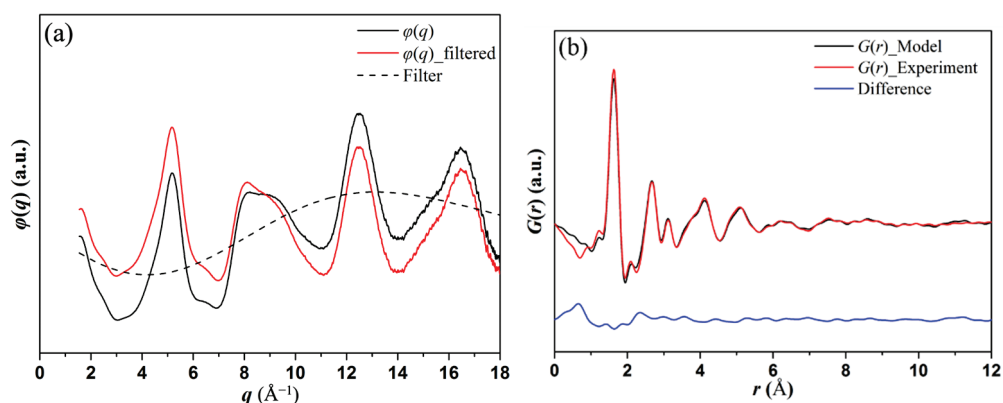 (a)
φ(q)
φ(q)_filtered
Filter
φ(q) (a.u.)
0 2 4 6 8 10 12 14 16 18
q (Å⁻¹)
(b)
G(r)_Model
G(r)_Experiment
Difference
G(r) (a.u.)
0 2 4 6 8 10 12
r (Å)